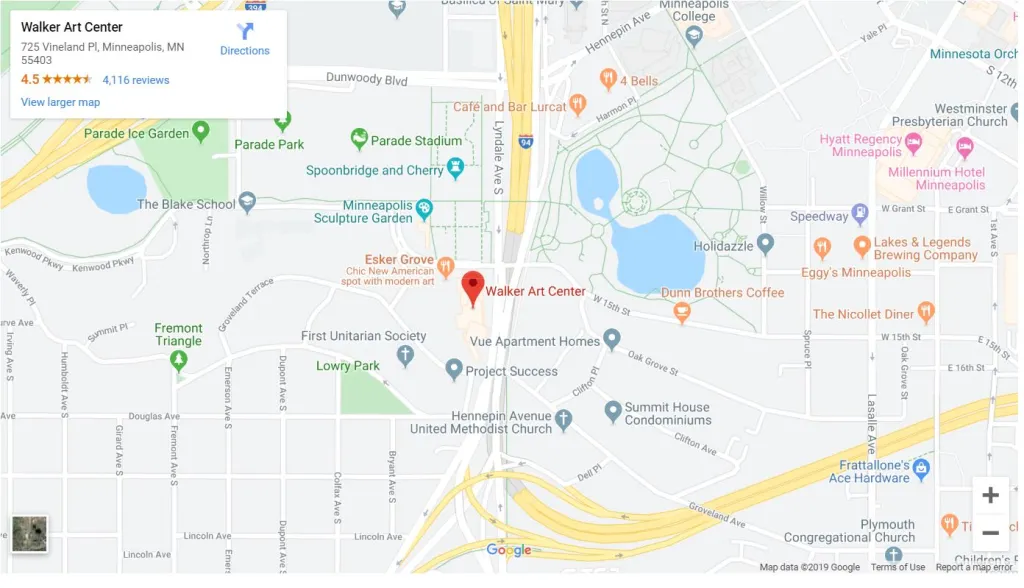 Walker Art Center
725 Vineland Pl, Minneapolis, MN
55403
4.5
4,116 reviews
View larger map
Directions
394
Basilica of Saint Mary
Minneapolis
College
Hennepin Ave
Minnesota Orch
S 12th
Dunwoody Blvd
4 Bells
Café and Bar Lurcat
Harmon Pl
Westminster
Presbyterian Church
Parade Ice Garden
Parade Park
Parade Stadium
Lyndale Ave S
94
Hyatt Regency
Minneapolis
Millennium Hotel
Minneapolis
Spoonbridge and Cherry
The Blake School
Minneapolis
Sculpture Garden
Willow St
W Grant St
E Grant St
1st Ave S
Speedway
Northrop Ln
Holidazzle
Lakes & Legends
Brewing Company
Eggy's Minneapolis
Kenwood Pkwy
Kenwood Pkwy
Esker Grove
Chic New American
spot with modern art
Walker Art Center
W 15th St
Dunn Brothers Coffee
Waverly Pl
Groveland Terrace
Summit Pl
The Nicollet Diner
urve Ave
Irving Ave S
Fremont
Triangle
First Unitarian Society
Vue Apartment Homes
Spruce Pl
W 15th St
E 15th St
Oak Grove St
Oak Grove St
E 16th St
Humboldt Ave S
Emerson Ave S
Dupont Ave S
Lowry Park
Project Success
Clifton Pl
Summit House
Condominiums
Lasalle Ave
Ave
Douglas Ave
Hennepin Avenue
United Methodist Church
Clifton Ave
Girard Ave S
Fremont Ave S
Colfax Ave S
Bryant Ave S
Dell Pl
Frattallone's
Ace Hardware
Groveland Ave
Plymouth
Congregational Church
Ti
Lincoln Ave
Lincoln Ave
Lincoln Ave
Emer
Dup
Children's
Google
Map data ©2019 Google
Terms of Use
Report a map error